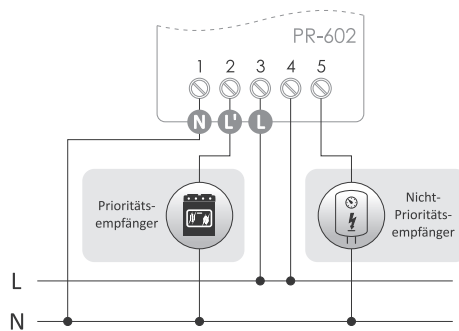 PR-602
1 2 3 4 5
N L' L
Prioritäts-
empfänger
Nicht-
Prioritäts-
empfänger
L
N